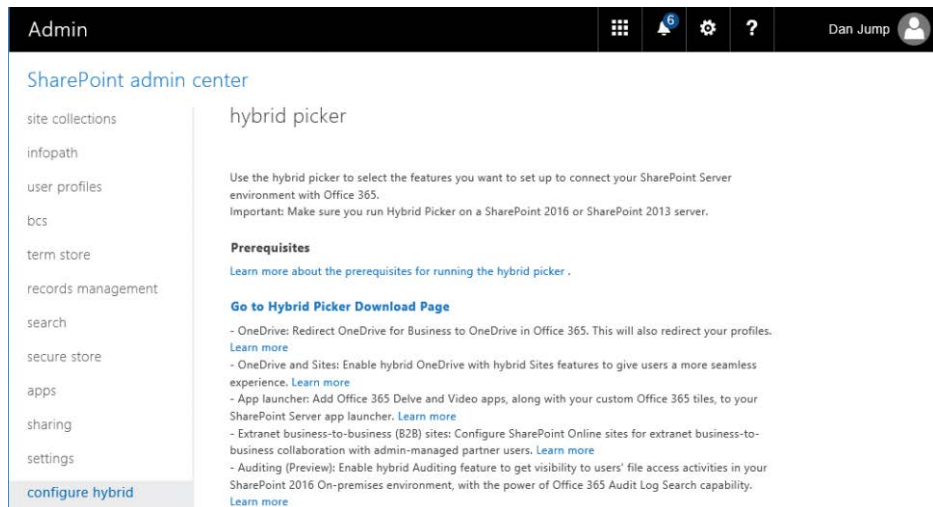 Admin
6
?
Dan Jump
SharePoint admin center
site collections
infopath
user profiles
bcs
term store
records management
search
secure store
apps
sharing
settings
configure hybrid
hybrid picker
Use the hybrid picker to select the features you want to set up to connect your SharePoint Server
environment with Office 365.
Important: Make sure you run Hybrid Picker on a SharePoint 2016 or SharePoint 2013 server.
Prerequisites
Learn more about the prerequisites for running the hybrid picker .
Go to Hybrid Picker Download Page
- OneDrive: Redirect OneDrive for Business to OneDrive in Office 365. This will also redirect your profiles.
Learn more
- OneDrive and Sites: Enable hybrid OneDrive with hybrid Sites features to give users a more seamless
experience. Learn more
- App launcher: Add Office 365 Delve and Video apps, along with your custom Office 365 tiles, to your
SharePoint Server app launcher. Learn more
- Extranet business-to-business (B2B) sites: Configure SharePoint Online sites for extranet business-to-
business collaboration with admin-managed partner users. Learn more
- Auditing (Preview): Enable hybrid Auditing feature to get visibility to users' file access activities in your
SharePoint 2016 On-premises environment, with the power of Office 365 Audit Log Search capability.
Learn more